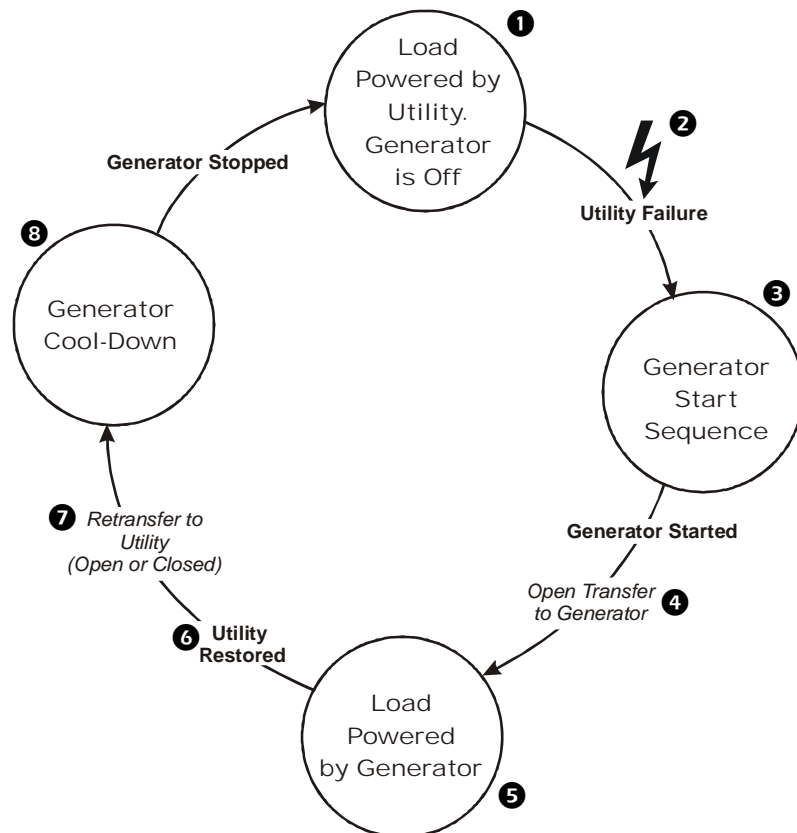 1
Load
Powered by
Utility.
Generator
is Off
2
Utility Failure
3
Generator
Start
Sequence
Generator Started
Open Transfer
to Generator
4
5
Load
Powered
by Generator
6
Utility
Restored
7
Retransfer to
Utility
(Open or Closed)
8
Generator
Cool-Down
Generator Stopped